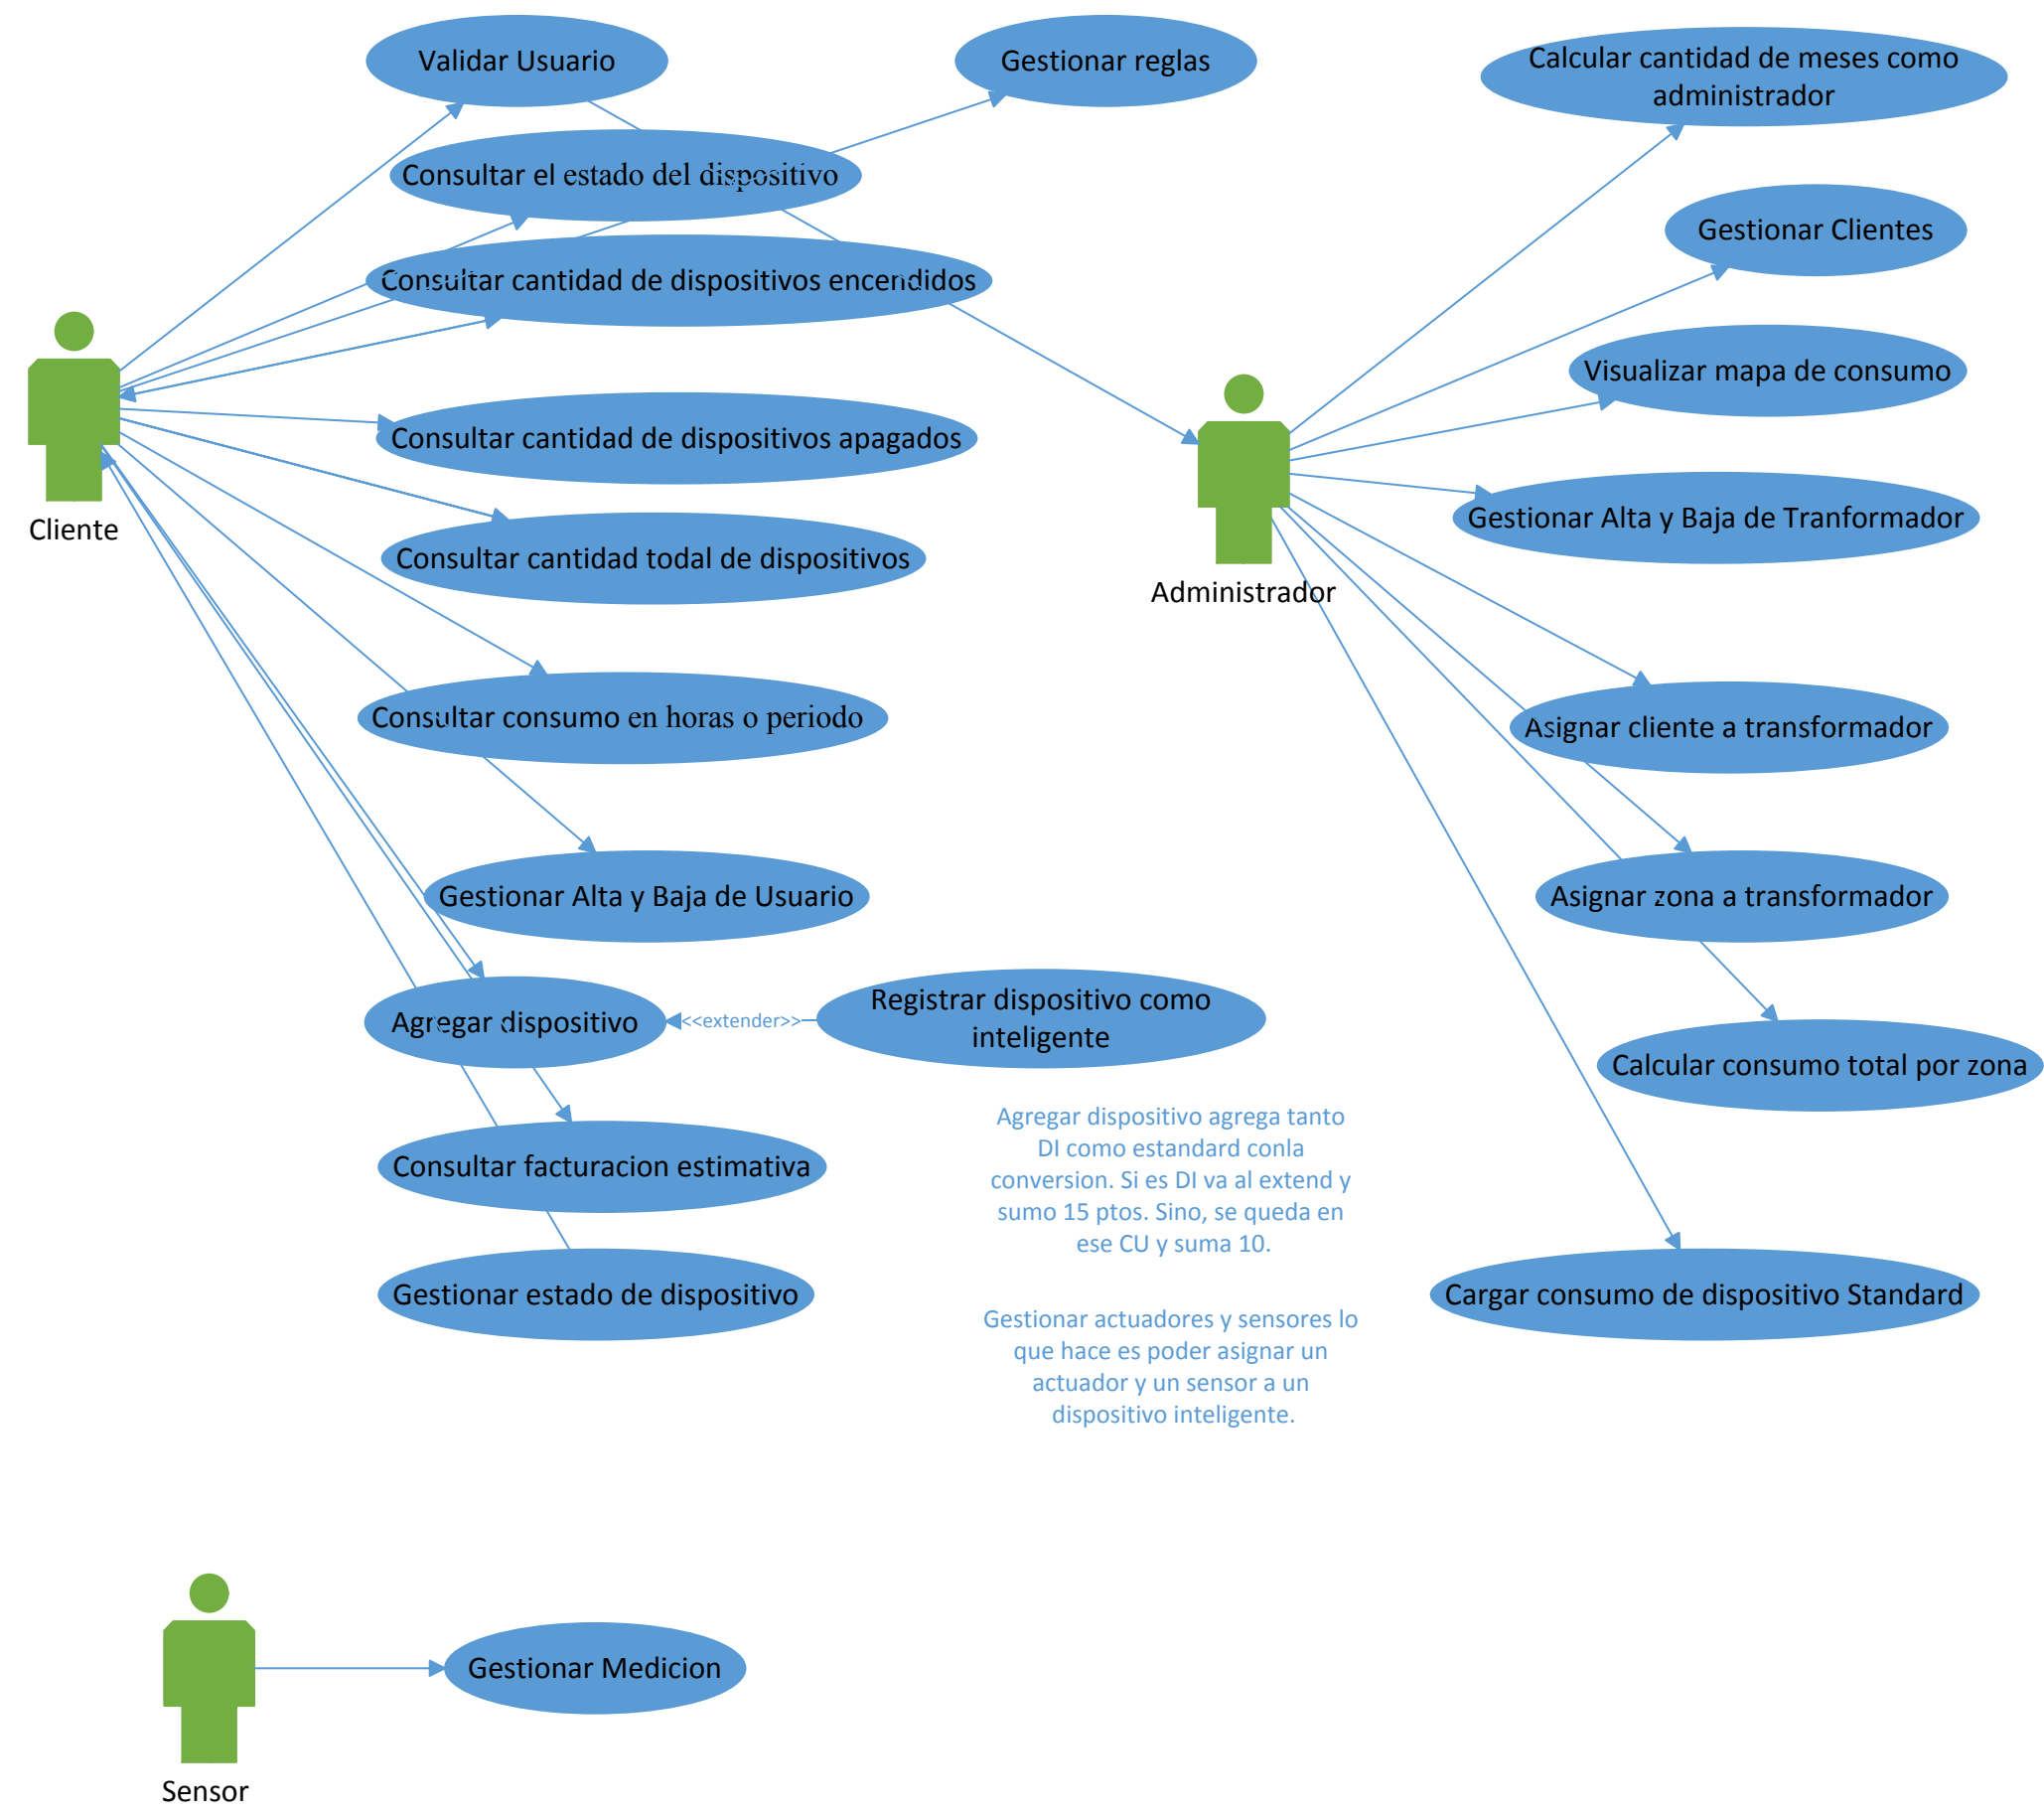 Validar Usuario
Gestionar reglas
Calcular cantidad de meses como
administrador
Consultar el estado del dispositivo
Gestionar Clientes
Consultar cantidad de dispositivos encendidos
Visualizar mapa de consumo
Consultar cantidad de dispositivos apagados
Cliente
Gestionar Alta y Baja de Tranformador
Consultar cantidad todal de dispositivos
Administrador
Consultar consumo en horas o periodo
Asignar cliente a transformador
Gestionar Alta y Baja de Usuario
Asignar zona a transformador
Agregar dispositivo
<<extender>>
Registrar dispositivo como
inteligente
Calcular consumo total por zona
Agregar dispositivo agrega tanto
DI como estandard conla
conversion. Si es DI va al extend y
sumo 15 ptos. Sino, se queda en
ese CU y suma 10.
Consultar facturacion estimativa
Gestionar estado de dispositivo
Cargar consumo de dispositivo Standard
Gestionar actuadores y sensores lo
que hace es poder asignar un
actuador y un sensor a un
dispositivo inteligente.
Gestionar Medicion
Sensor